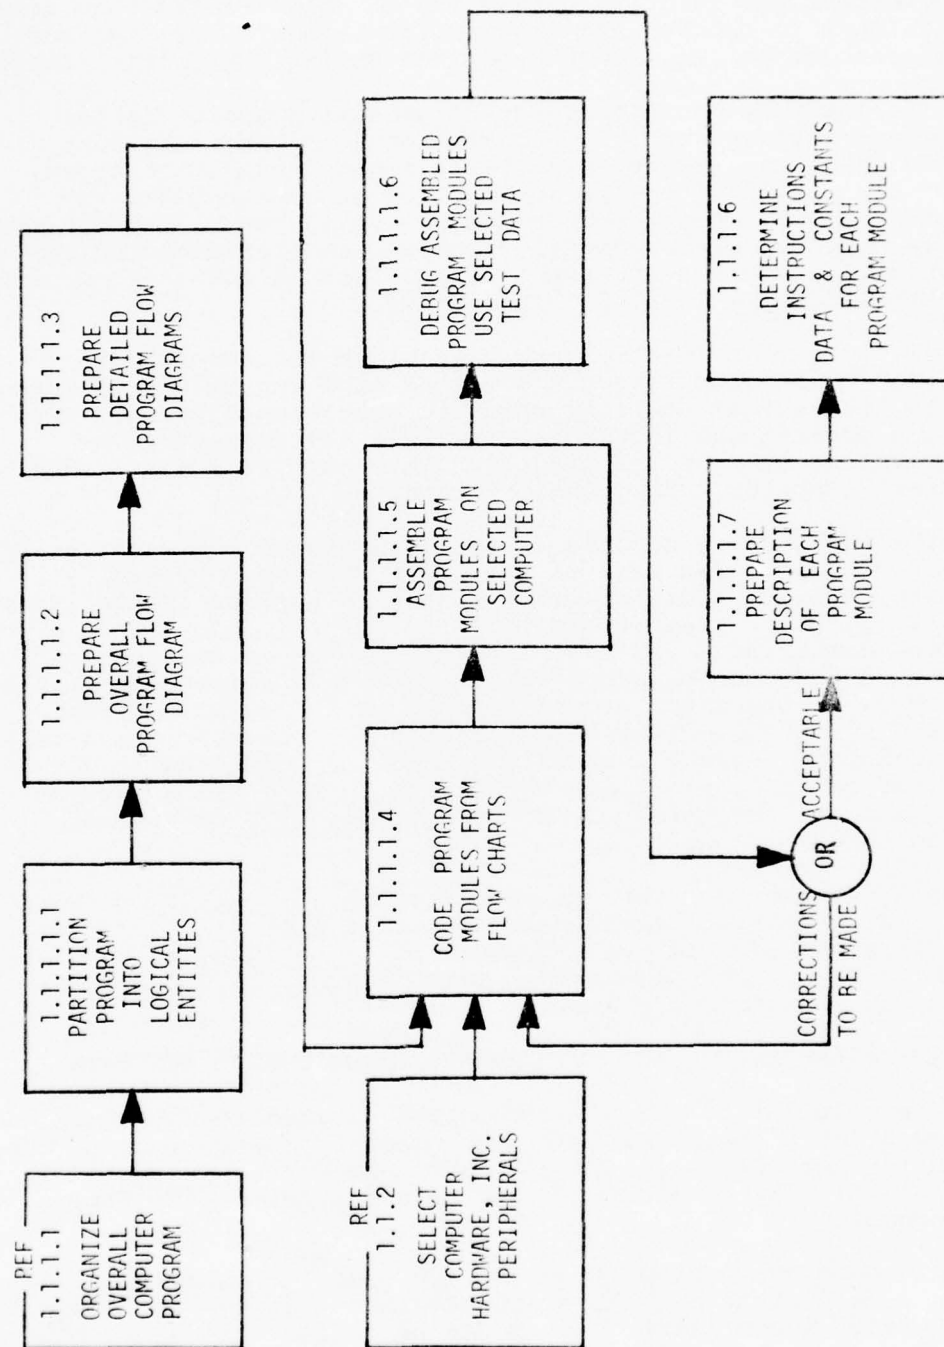 REF
1.1.1.1
ORGANIZE
OVERALL
COMPUTER
PROGRAM
1.1.1.1.1
PARTITION
PROGRAM
INTO
LOGICAL
ENTITIES
1.1.1.1.2
PREPARE
OVERALL
PROGRAM FLOW
DIAGRAM
1.1.1.1.3
PREPARE
DETAILED
PROGRAM FLOW
DIAGRAMS
REF
1.1.2
SELECT
COMPUTER
HARDWARE, INC.
PERIPHERALS
1.1.1.1.4
CODE PROGRAM
MODULES FROM
FLOW CHARTS
1.1.1.1.5
ASSEMBLE
PROGRAM
MODULES ON
SELECTED
COMPUTER
1.1.1.1.6
DEBUG ASSEMBLED
PROGRAM MODULES
USE SELECTED
TEST DATA
CORRECTIONS
TO BE MADE
OR
ACCEPTABLE
1.1.1.1.7
PREPARE
DESCRIPTION
OF EACH
PROGRAM
MODULE
1.1.1.6
DETERMINE
INSTRUCTIONS
DATA & CONSTANTS
FOR EACH
PROGRAM MODULE